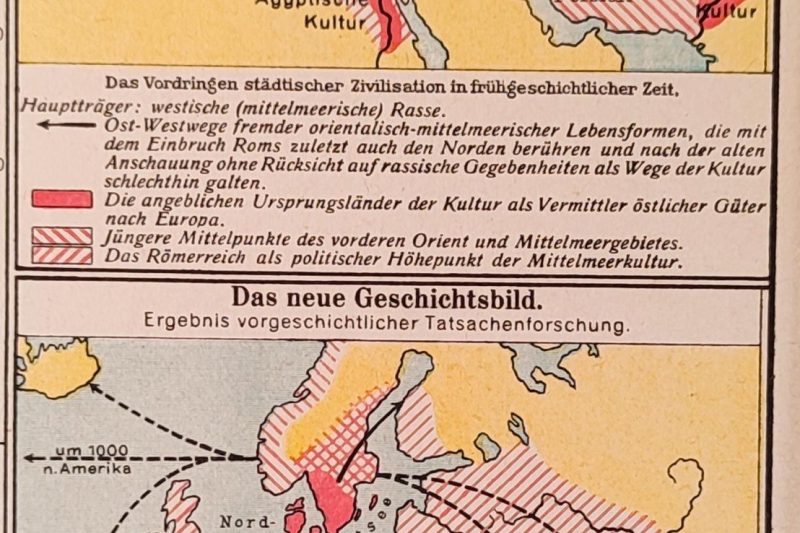 Ägyptische
Kultur
Kultur
Das Vordringen städtischer Zivilisation in frühgeschichtlicher Zeit,
Hauptträger: westische (mittelmeerische) Rasse.
Ost-Westwege fremder orientalisch-mittelmeerischer Lebensformen, die mit
dem Einbruch Roms zuletzt auch den Norden berühren und nach der alten
Anschauung ohne Rücksicht auf rassische Gegebenheiten als Wege der Kultur
schlechthin galten.
Die angeblichen Ursprungsländer der Kultur als Vermittler östlicher Güter
nach Europa.
Jüngere Mittelpunkte des vorderen Orient und Mittelmeergebietes.
Das Römerreich als politischer Höhepunkt der Mittelmeerkultur.
Das neue Geschichtsbild.
Ergebnis vorgeschichtlicher Tatsachenforschung.
um 1000
n. Amerika
Nord-